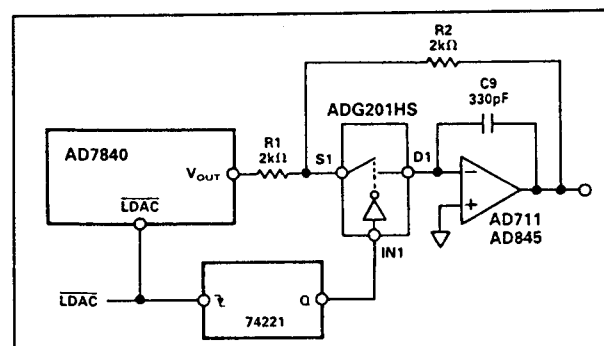 R2
2kΩ
C9
330pF
ADG201HS
R1
2kΩ
S1
D1
AD7840
VOUT
LDAC
−
+
AD711
AD845
IN1
LDAC
Q
74221